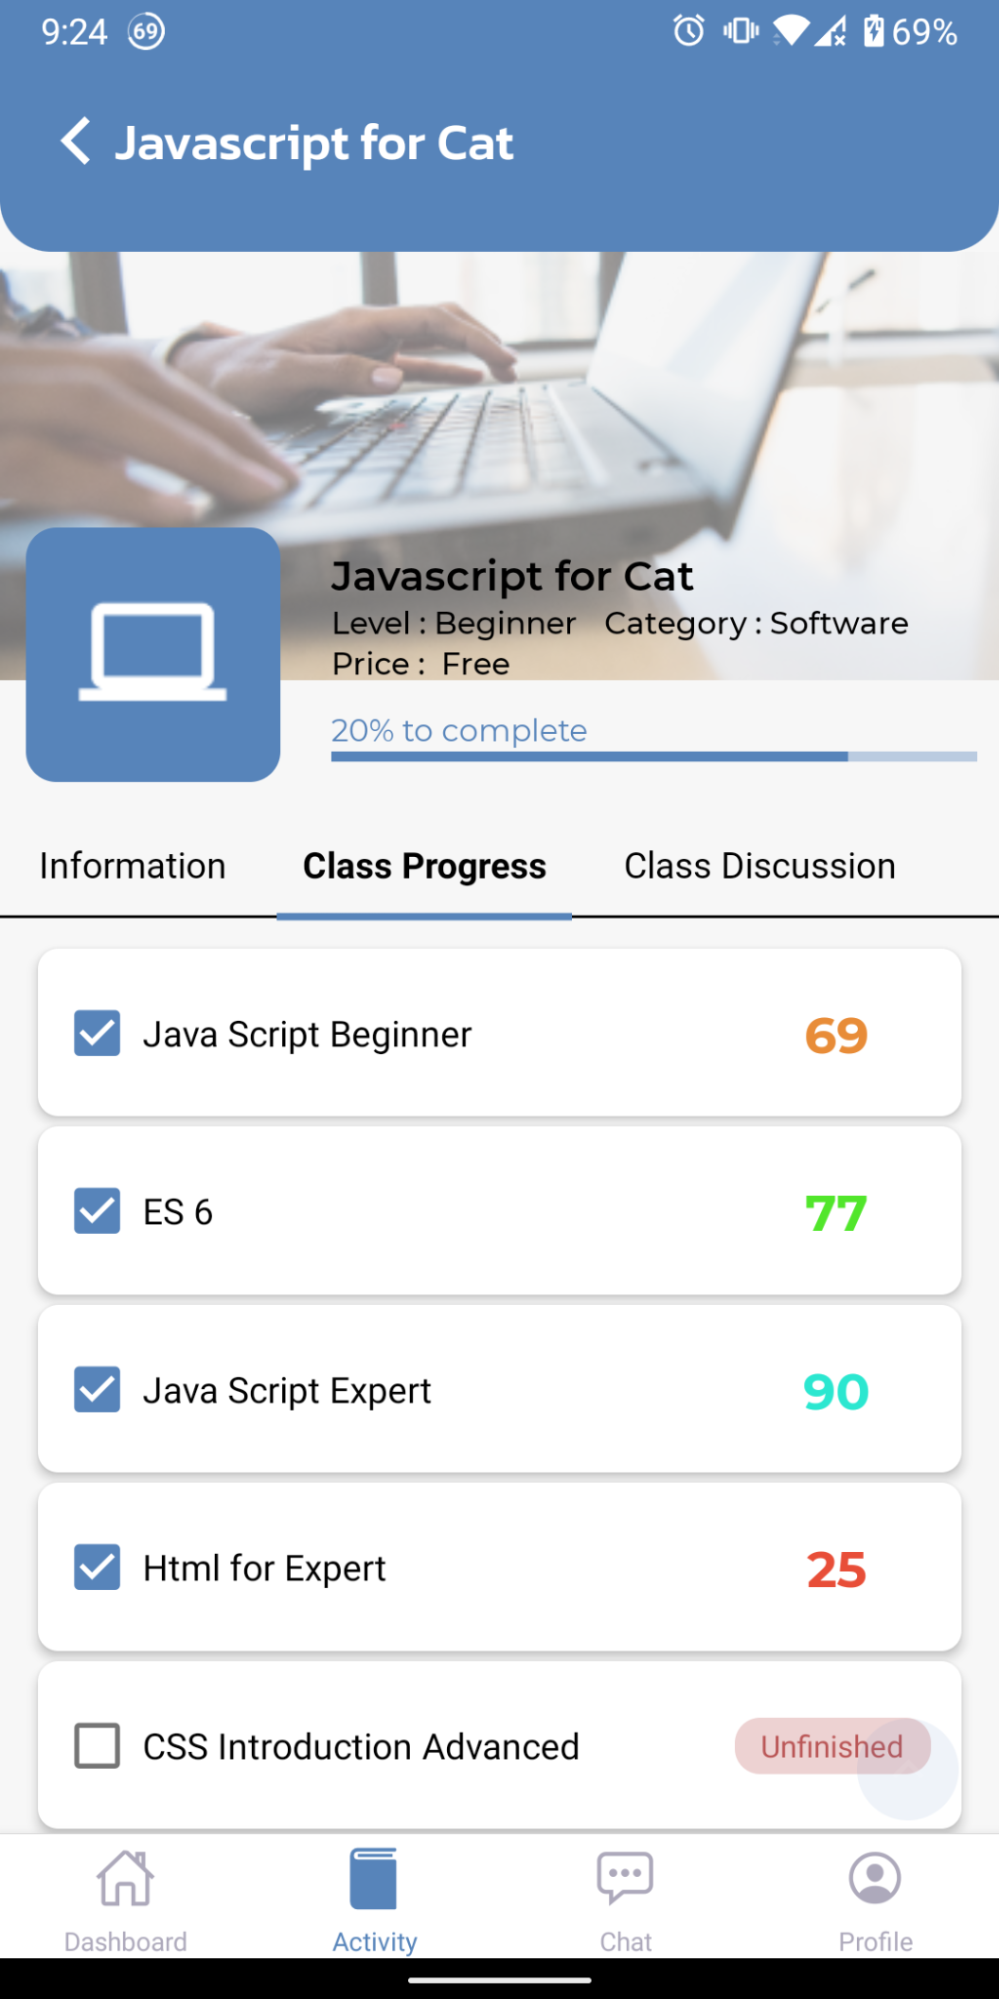 9:24 69 69%
Javascript for Cat
Javascript for Cat
Level : Beginner Category : Software
Price : Free
20% to complete
Information Class Progress Class Discussion
Java Script Beginner 69
ES 6 77
Java Script Expert 90
Html for Expert 25
CSS Introduction Advanced Unfinished
Dashboard Activity Chat Profile